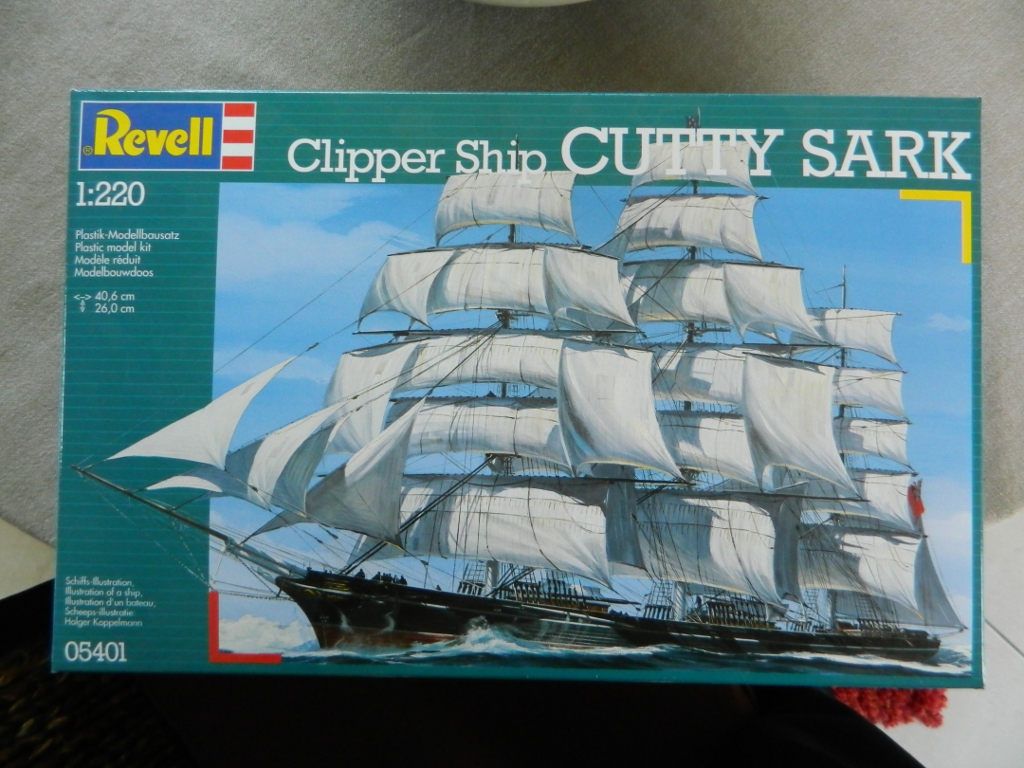 ®Revell
Clipper Ship CUTTY SARK
1:220
Plastik-Modellbausatz
Plastic model kit
Modèle réduit
Modelbouwdoos
<-> 40,6 cm
26,0 cm
Schiffs-Illustration,
Illustration of a ship,
Illustration d'un bateau,
Scheeps-illustratie
Holger Koppelmann
05401